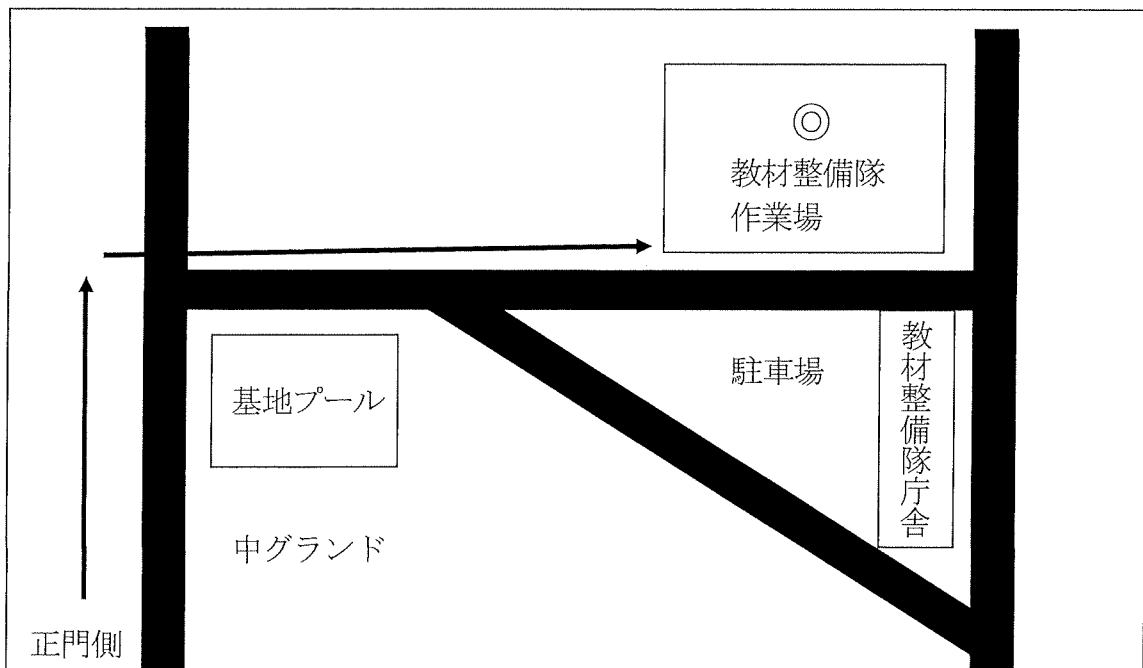 教材整備隊
作業場
駐車場
教材整備隊庁舎
基地プール
中グランド
正門側